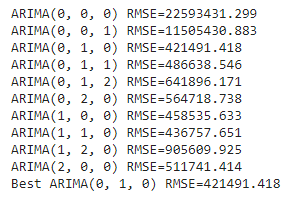 ARIMA(0, 0, 0) RMSE=22593431.299
ARIMA(0, 0, 1) RMSE=11505430.883
ARIMA(0, 1, 0) RMSE=421491.418
ARIMA(0, 1, 1) RMSE=486638.546
ARIMA(0, 1, 2) RMSE=641896.171
ARIMA(0, 2, 0) RMSE=564718.738
ARIMA(1, 0, 0) RMSE=458535.633
ARIMA(1, 1, 0) RMSE=436757.651
ARIMA(1, 2, 0) RMSE=905609.925
ARIMA(2, 0, 0) RMSE=511741.414
Best ARIMA(0, 1, 0) RMSE=421491.418